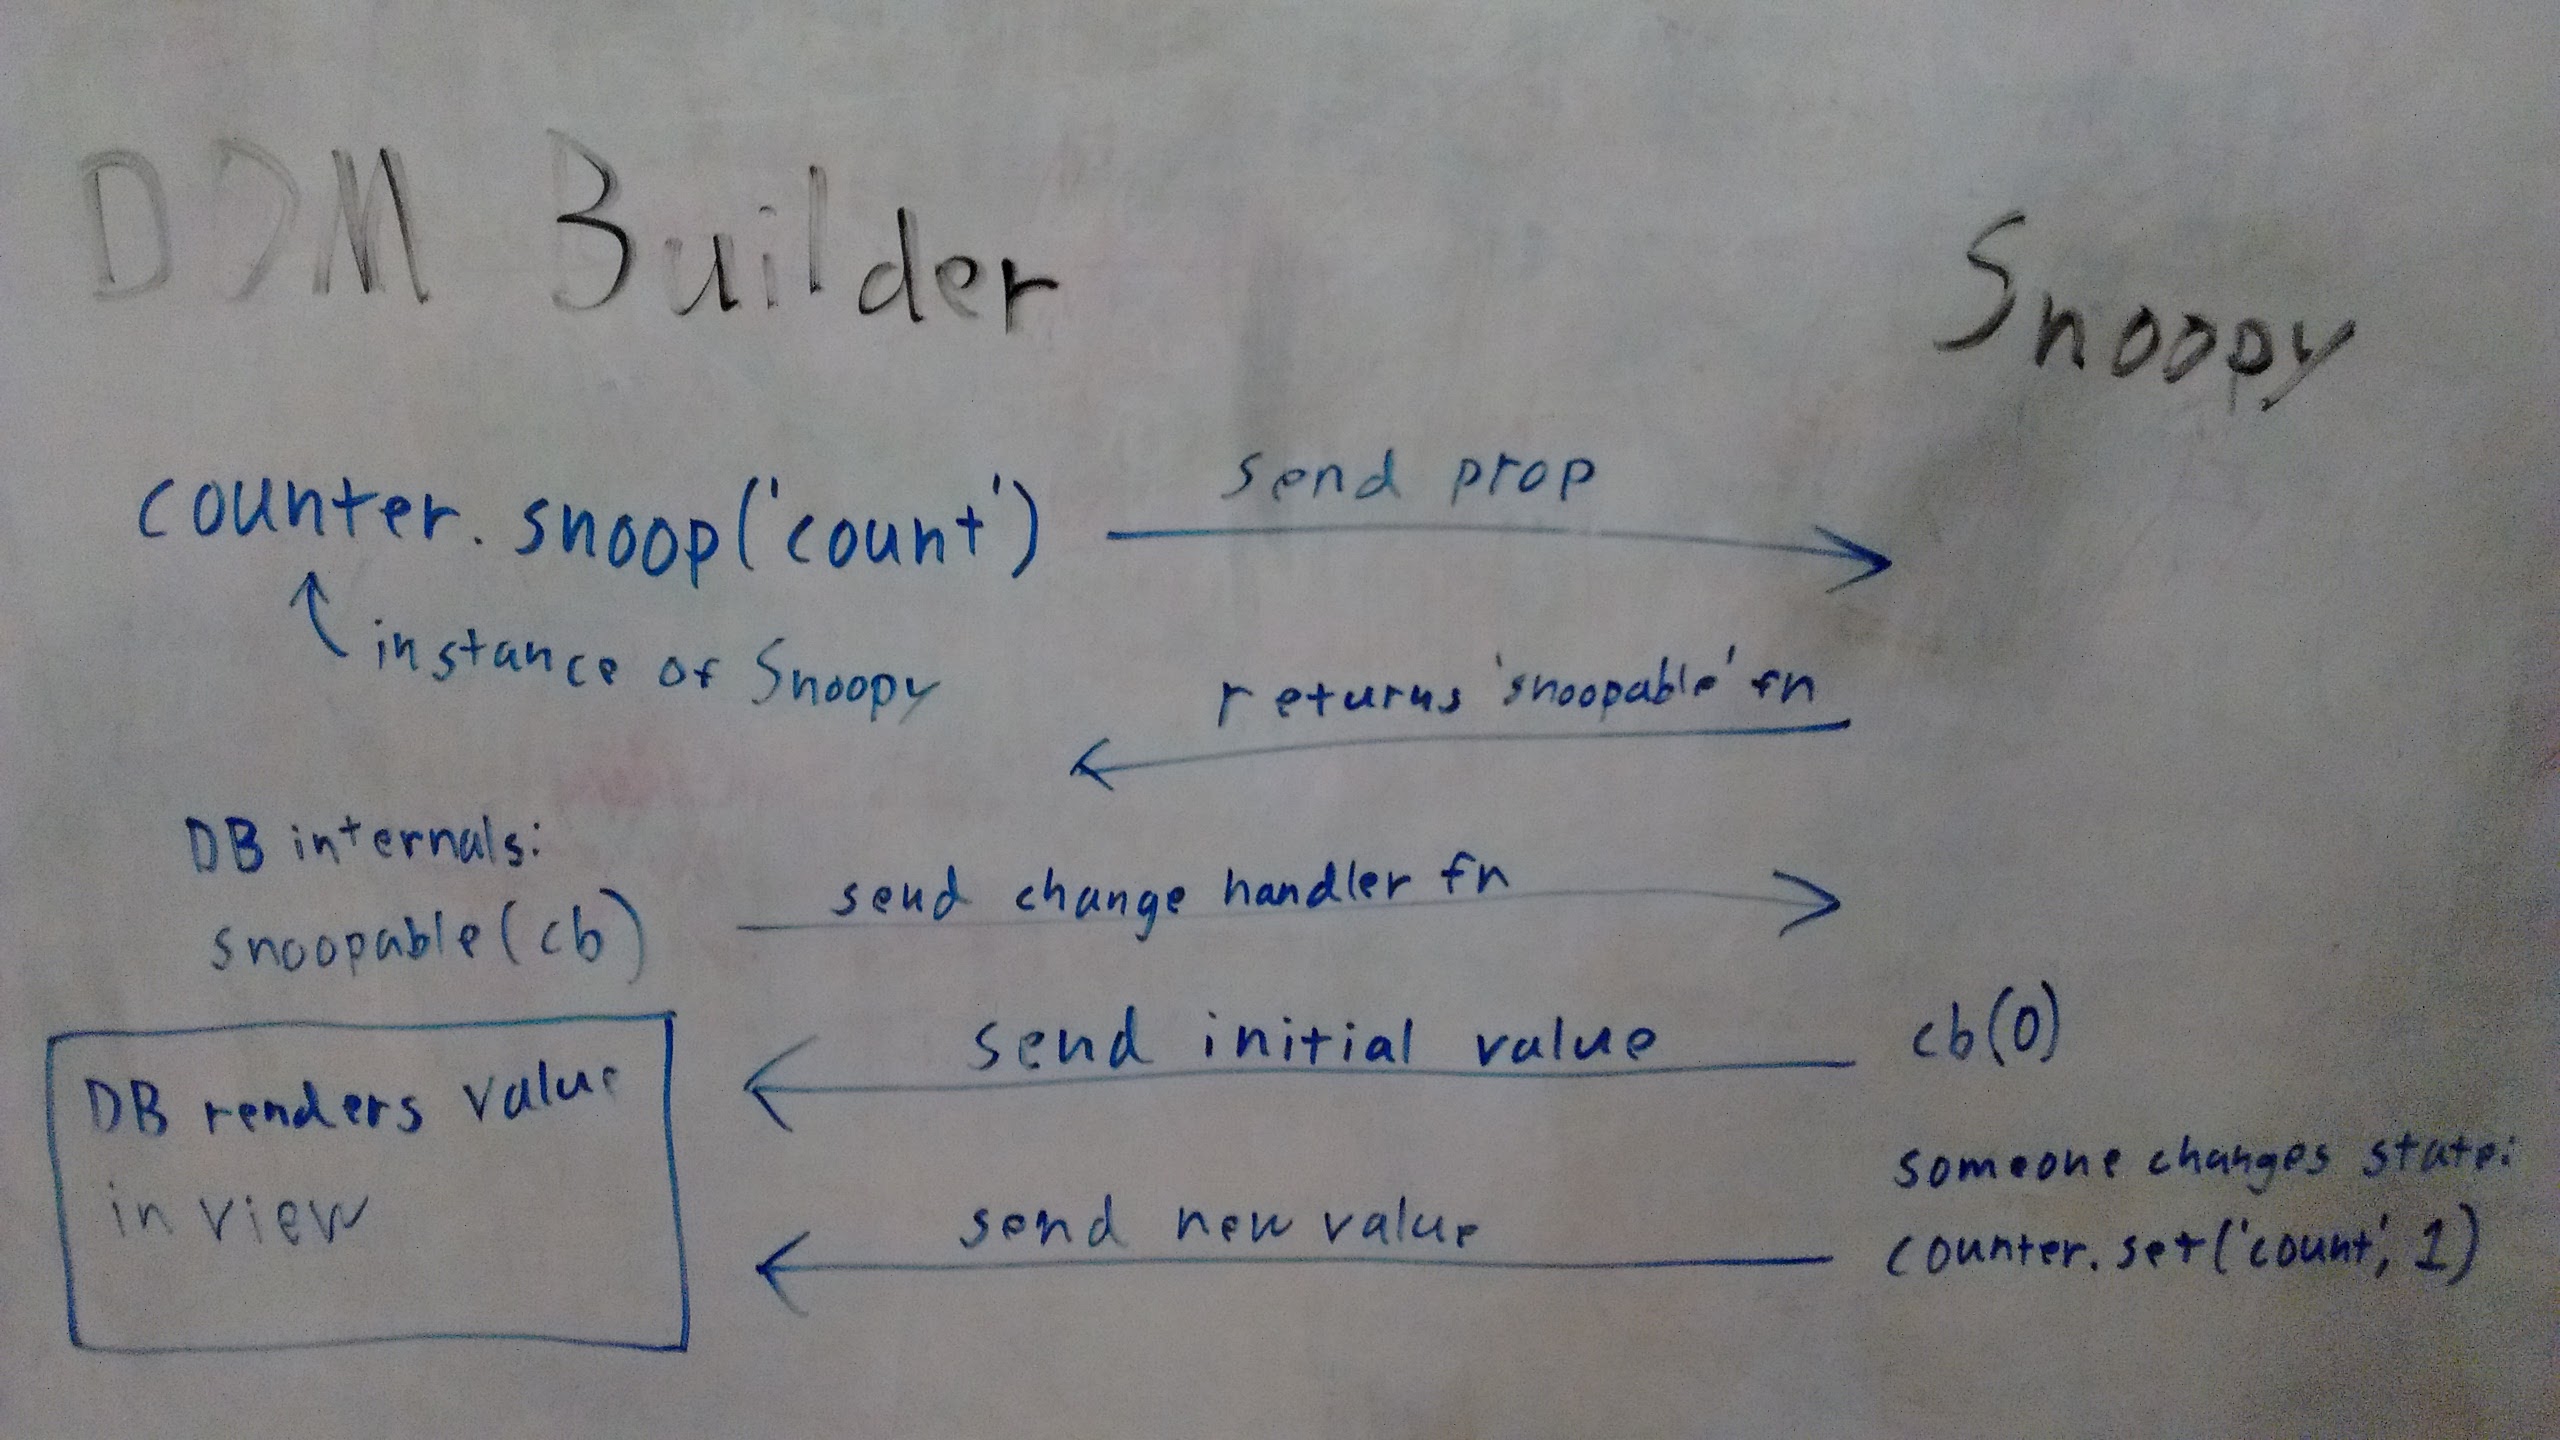 DOM Builder
Snoopy
counter.snoop('count')
send prop
instance of Snoopy
returns 'snoopable' fn
DB internals:
snoopable(cb)
send change handler fn
send initial value
cb(0)
DB renders value
in view
someone changes state:
send new value
counter.set('count', 1)